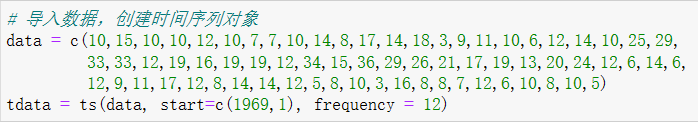 # 导入数据，创建时间序列对象
data = c(10,15,10,10,12,10,7,7,10,14,8,17,14,18,3,9,11,10,6,12,14,10,25,29,
33,33,12,19,16,19,19,12,34,15,36,29,26,21,17,19,13,20,24,12,6,14,6,
12,9,11,17,12,8,14,14,12,5,8,10,3,16,8,8,7,12,6,10,8,10,5)
tdata = ts(data, start=c(1969,1), frequency = 12)